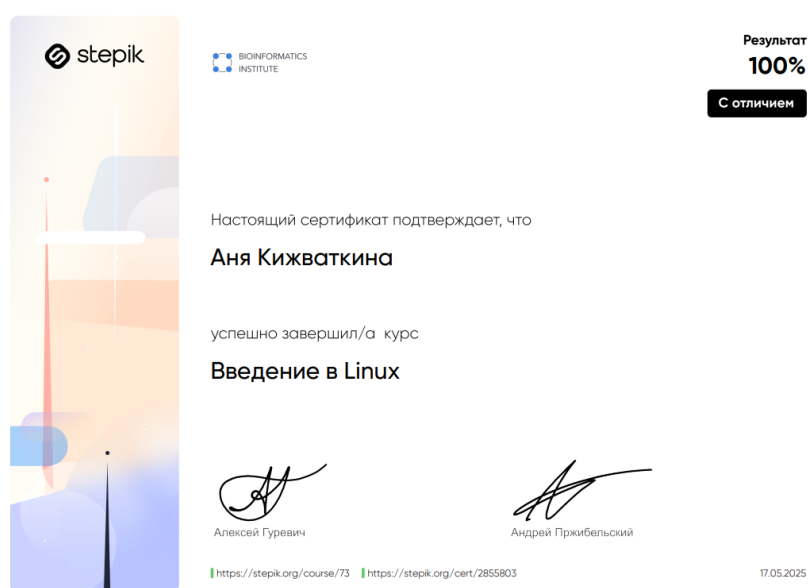 stepik
BIOINFORMATICS
INSTITUTE
Результат
100%
С отличием
Настоящий сертификат подтверждает, что
Аня Кижваткина
успешно завершил/а курс
Введение в Linux
Алексей Гуревич
Андрей Пржибельский
https://stepik.org/course/73
https://stepik.org/cert/2855803
17.05.2025